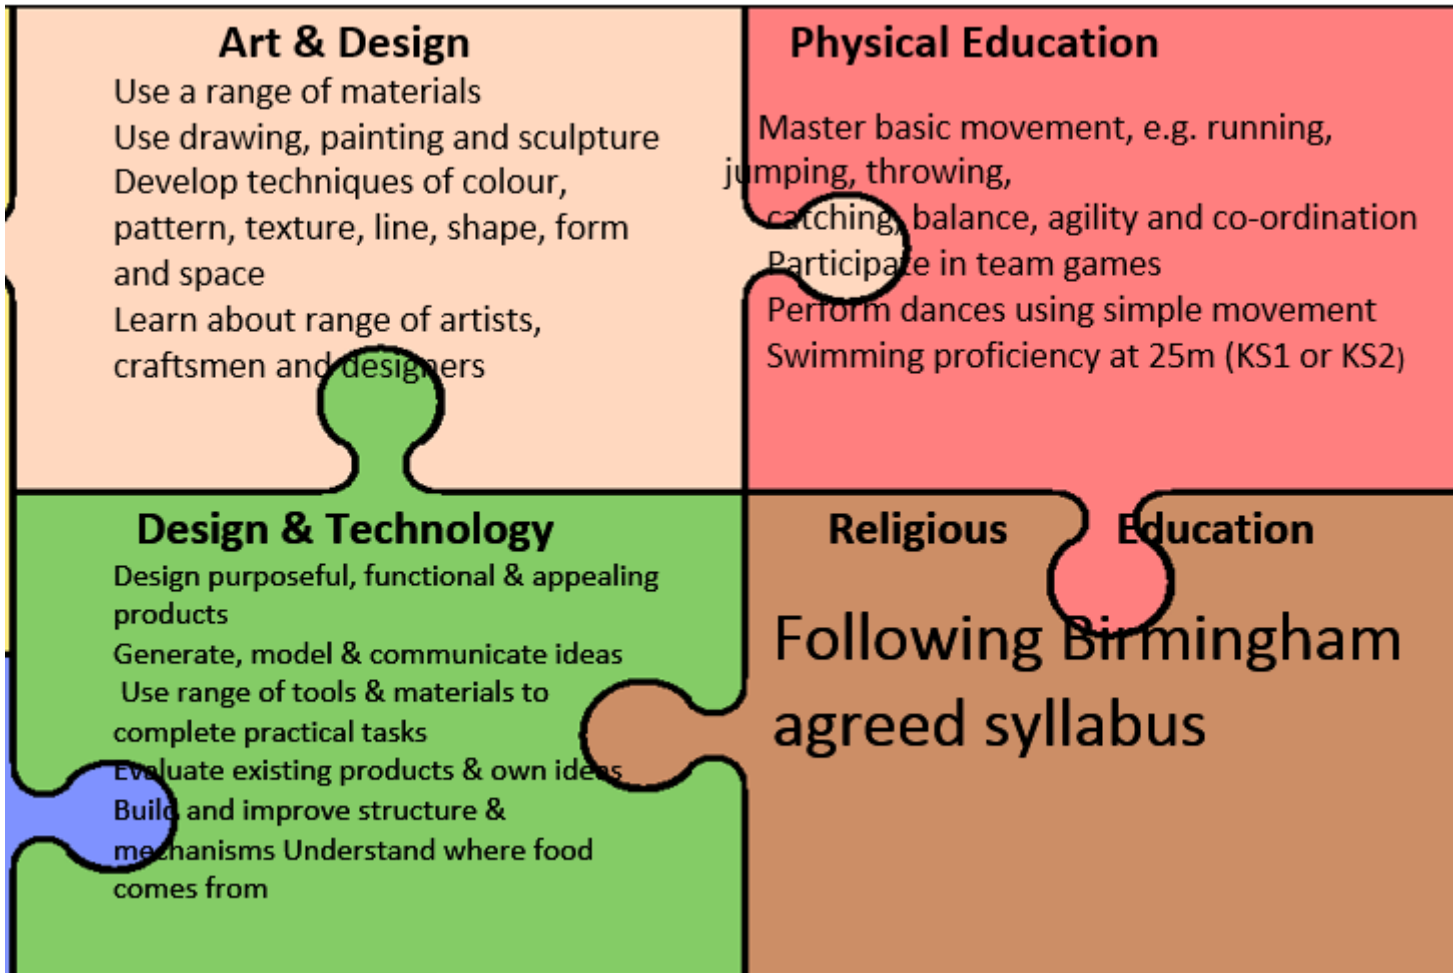 Art & Design
Use a range of materials
Use drawing, painting and sculpture
Develop techniques of colour,
pattern, texture, line, shape, form
and space
Learn about range of artists,
craftsmen and designers
Physical Education
Master basic movement, e.g. running,
jumping, throwing,
catching, balance, agility and co-ordination
Participate in team games
Perform dances using simple movement
Swimming proficiency at 25m (KS1 or KS2)
Design & Technology
Design purposeful, functional & appealing
products
Generate, model & communicate ideas
Use range of tools & materials to
complete practical tasks
Evaluate existing products & own ideas
Build and improve structure &
mechanisms Understand where food
comes from
Religious Education
Following Birmingham
agreed syllabus